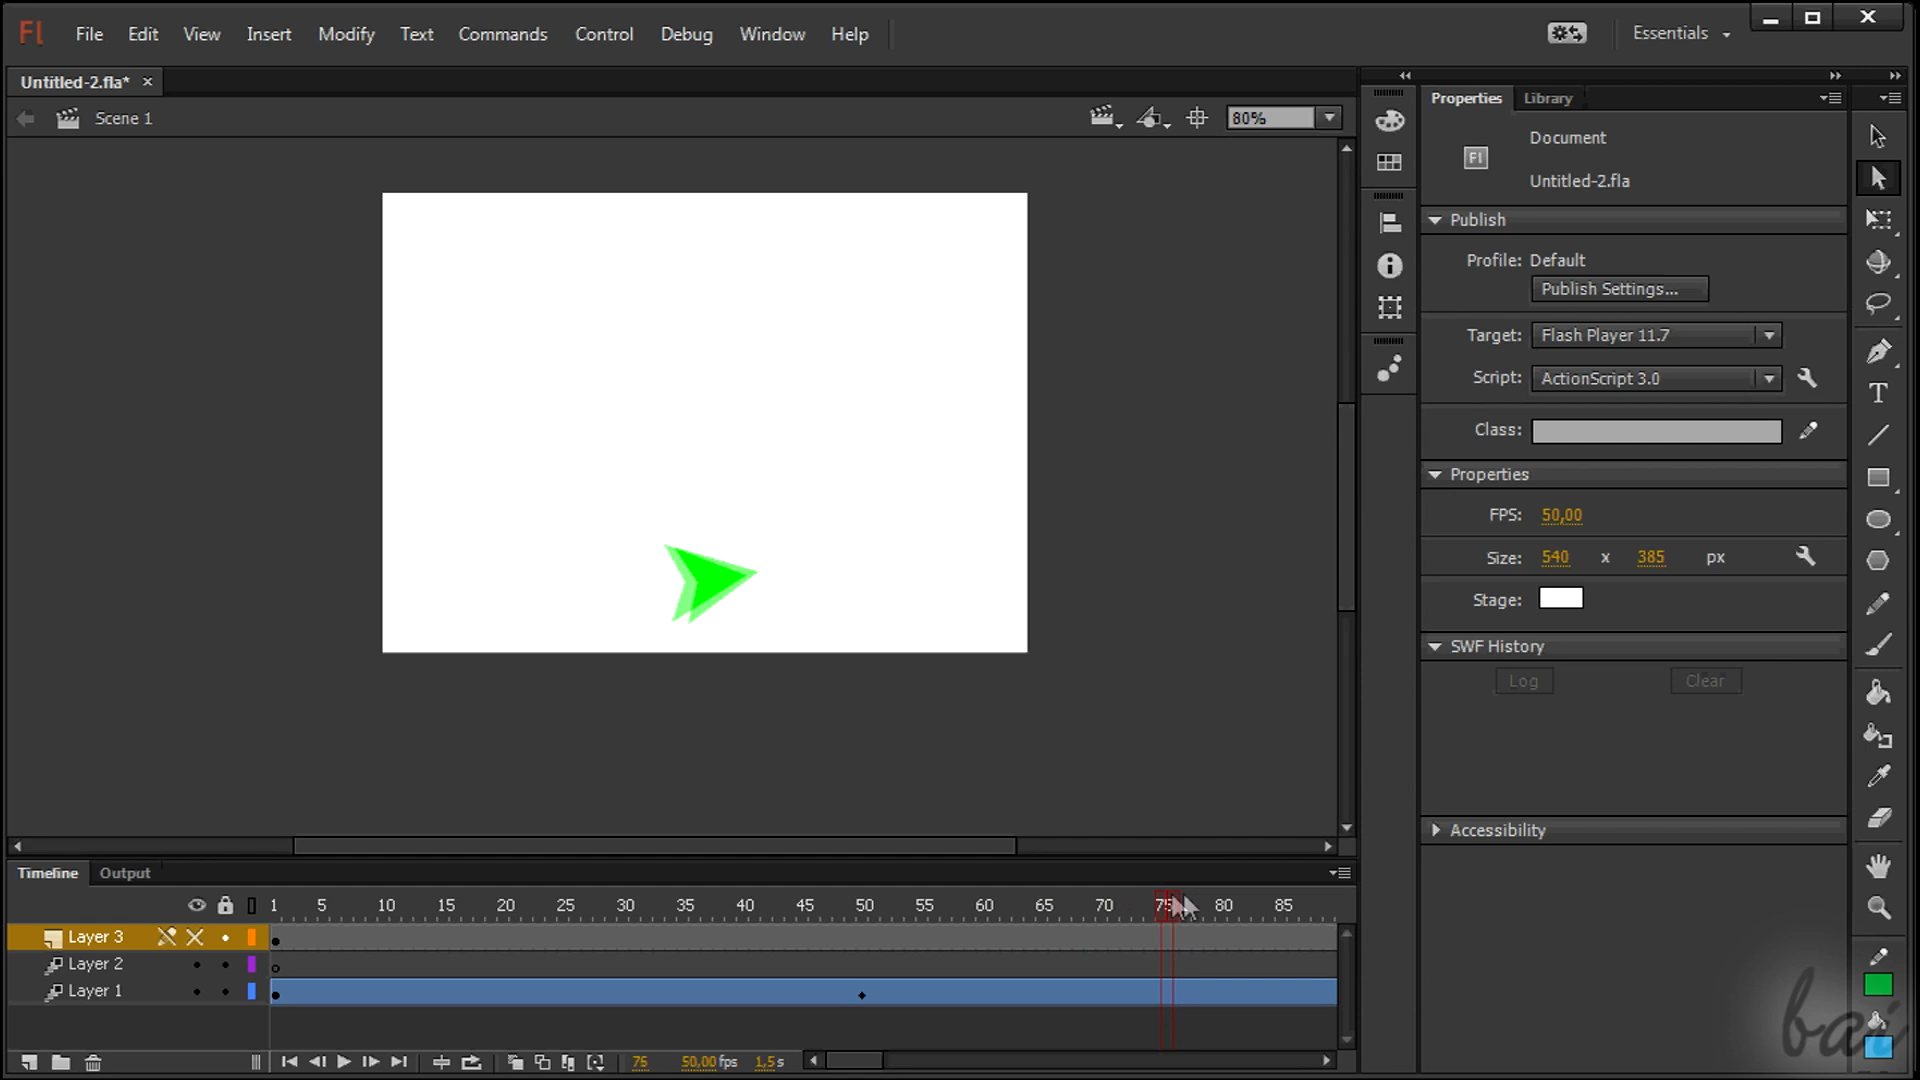 Fl File Edit View Insert Modify Text Commands Control Debug Window Help Essentials
Untitled-2.fla*
Scene 1
80%
Properties Library
Document
Fl
Untitled-2.fla
Publish
Profile: Default
Publish Settings...
Target: Flash Player 11.7
Script: ActionScript 3.0
Class:
Properties
FPS: 50,00
Size: 540 x 385 px
Stage:
SWF History
Log Clear
Accessibility
Timeline Output
1 5 10 15 20 25 30 35 40 45 50 55 60 65 70 75 80 85
Layer 3
Layer 2
Layer 1
75 50,00 fps 1,5 s
bai